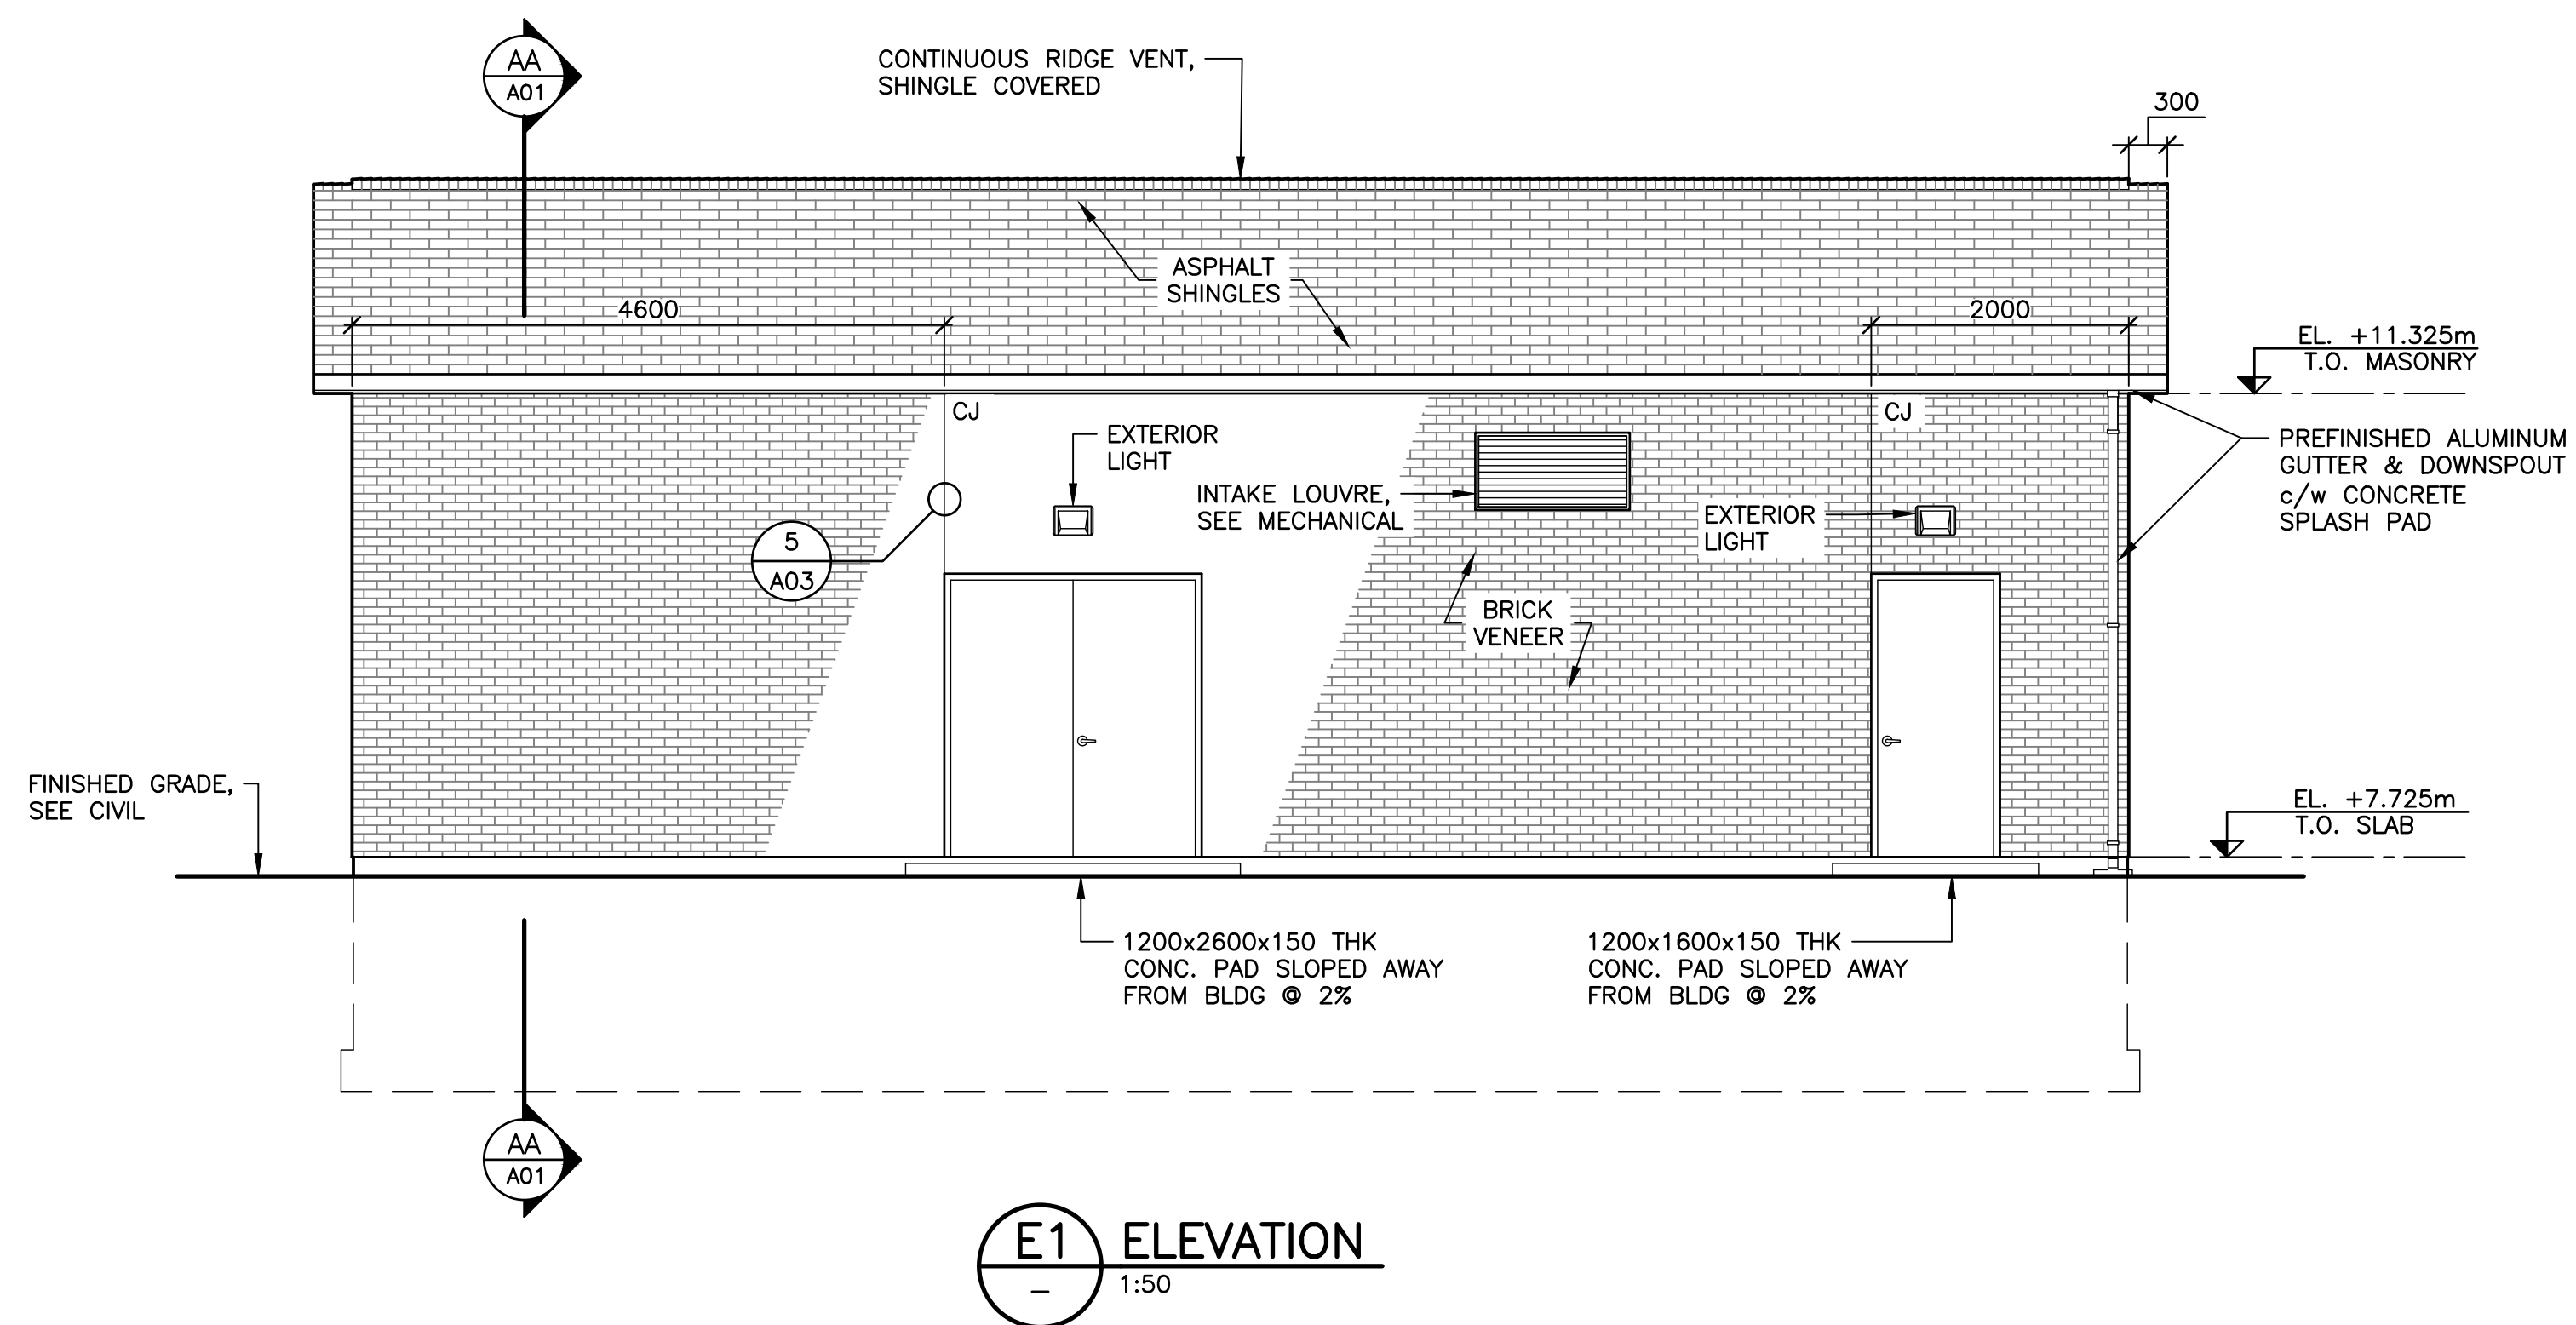 AA
A01
CONTINUOUS RIDGE VENT,
SHINGLE COVERED
300
ASPHALT
SHINGLES
4600
2000
EL. +11.325m
T.O. MASONRY
CJ
CJ
EXTERIOR
LIGHT
PREFINISHED ALUMINUM
GUTTER & DOWNSPOUT
c/w CONCRETE
SPLASH PAD
INTAKE LOUVRE,
SEE MECHANICAL
EXTERIOR
LIGHT
5
A03
BRICK
VENEER
FINISHED GRADE,
SEE CIVIL
EL. +7.725m
T.O. SLAB
1200x2600x150 THK
CONC. PAD SLOPED AWAY
FROM BLDG @ 2%
1200x1600x150 THK
CONC. PAD SLOPED AWAY
FROM BLDG @ 2%
AA
A01
E1
–
ELEVATION
1:50